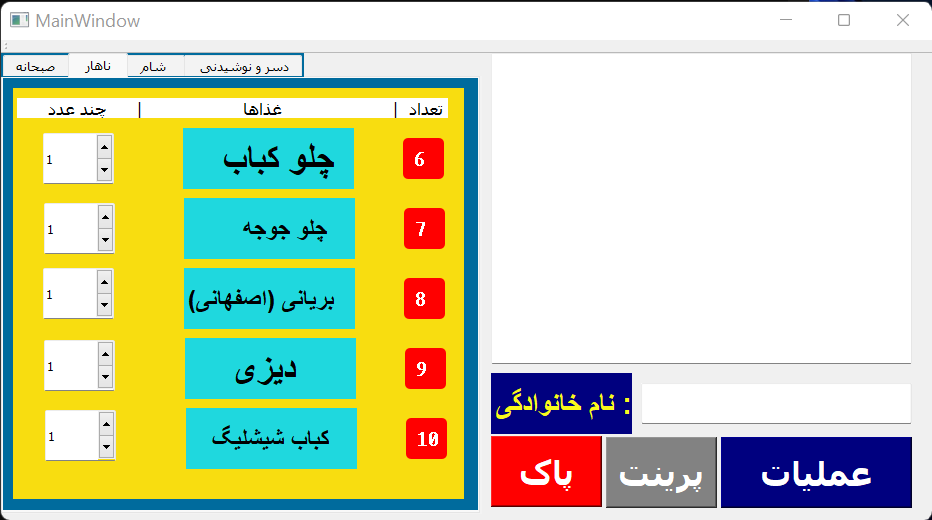 MainWindow
صبحانه
ناهار
شام
دسر و نوشیدنی
تعداد | غذاها | چند عدد
6 چلو کباب 1
7 چلو جوجه 1
8 بریانی (اصفهانی) 1
9 دیزی 1
10 کباب شیشلیگ 1
نام خانوادگی :
پاک
پرینت
عملیات